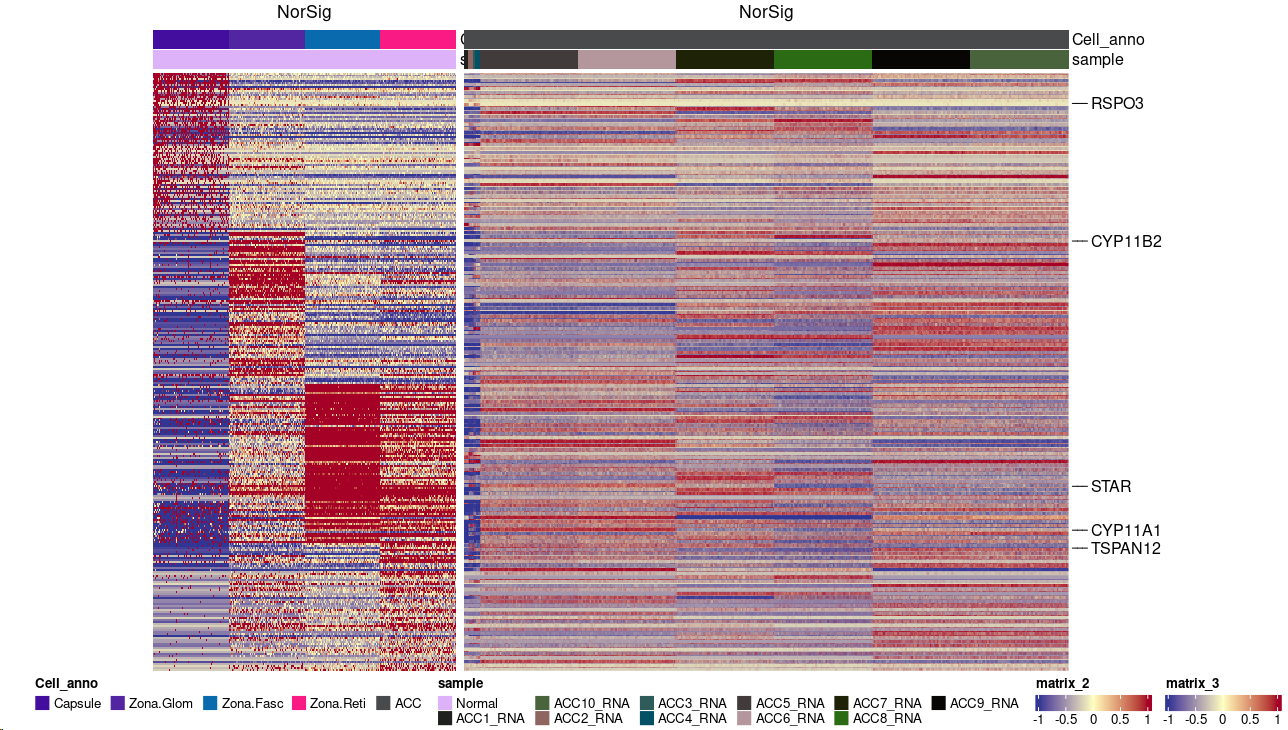 NorSig NorSig
Cell_anno
sample
RSPO3
CYP11B2
STAR
CYP11A1
TSPAN12
Cell_anno
Capsule Zona.Glom Zona.Fasc Zona.Reti ACC
sample
Normal ACC10_RNA ACC3_RNA ACC5_RNA ACC7_RNA ACC9_RNA
ACC1_RNA ACC2_RNA ACC4_RNA ACC6_RNA ACC8_RNA
matrix_2
-1 -0.5 0 0.5 1
matrix_3
-1 -0.5 0 0.5 1